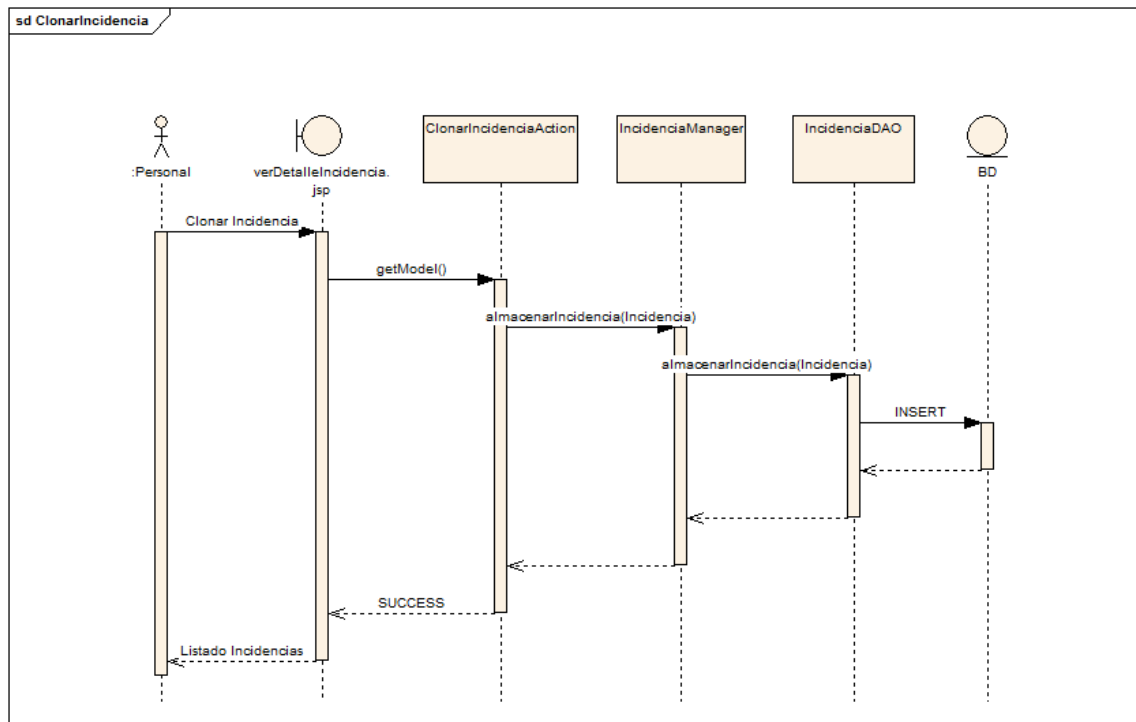 sd ClonarIncidencia
:Personal
verDetalleIncidencia.
jsp
ClonarIncidenciaAction
IncidenciaManager
IncidenciaDAO
BD
Clonar Incidencia
getModel()
almacenarIncidencia(Incidencia)
almacenarIncidencia(Incidencia)
INSERT
SUCCESS
Listado Incidencias